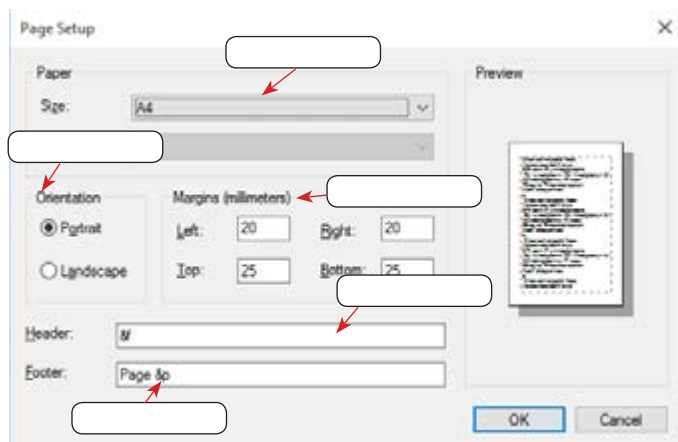 Page Setup
Paper
Size: A4
Orientation
Portrait
Landscape
Margins (millimeters)
Left: 20 Right: 20
Top: 25 Bottom: 25
Header: &f
Footer: Page &p
Preview
OK Cancel